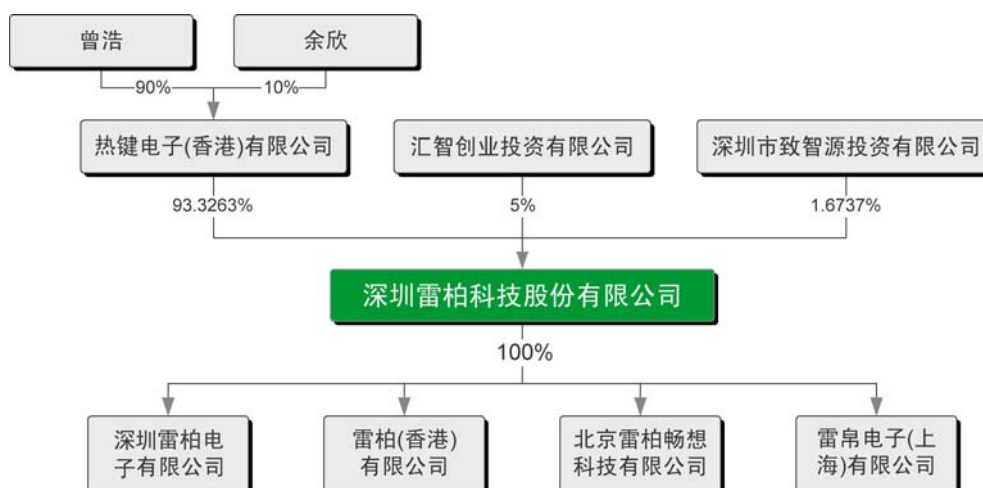 曾浩
余欣
90%
10%
热键电子(香港)有限公司
汇智创业投资有限公司
深圳市致智源投资有限公司
93.3263%
5%
1.6737%
深圳雷柏科技股份有限公司
100%
深圳雷柏电
子有限公司
雷柏(香港)
有限公司
北京雷柏畅想
科技有限公司
雷帛电子(上
海)有限公司